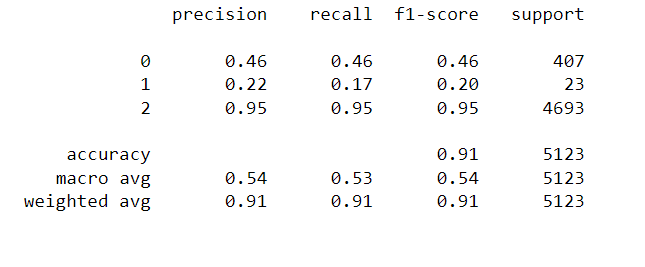 precision recall f1-score support
0 0.46 0.46 0.46 407
1 0.22 0.17 0.20 23
2 0.95 0.95 0.95 4693
accuracy 0.91 5123
macro avg 0.54 0.53 0.54 5123
weighted avg 0.91 0.91 0.91 5123